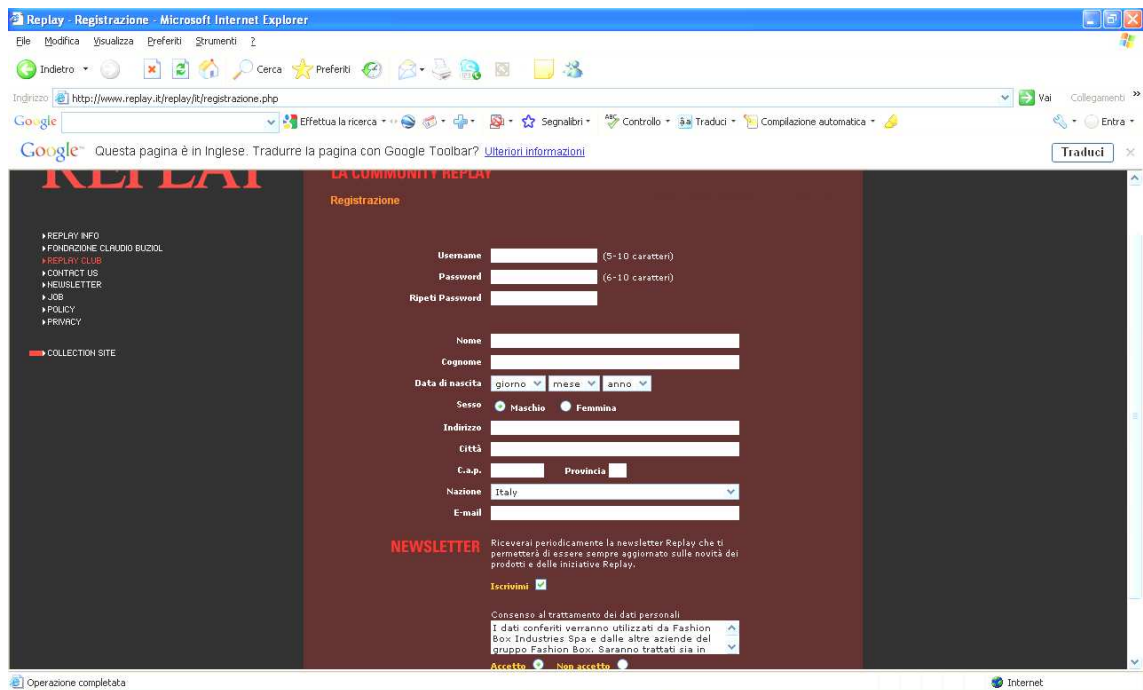 Replay - Registrazione - Microsoft Internet Explorer
File Modifica Visualizza Preferiti Strumenti ?
Indietro Cerca Preferiti
Indirizzo http://www.replay.it/replay/it/registrazione.php Vai Collegamenti »
Google Effettua la ricerca Segnalibri ABC Controllo Traduci Compilazione automatica Entra
Google Questa pagina è in Inglese. Tradurre la pagina con Google Toolbar? Ulteriori informazioni Traduci
REPLAY
LA COMMUNITY REPLAY
Registrazione
REPLAY INFO
FONDAZIONE CLAUDIO BUZIOL
REPLAY CLUB
CONTACT US
NEWSLETTER
JOB
POLICY
PRIVACY
COLLECTION SITE
Username (5-10 caratteri)
Password (6-10 caratteri)
Ripeti Password
Nome
Cognome
Data di nascita giorno mese anno
Sesso Maschio Femmina
Indirizzo
Città
C.a.p. Provincia
Nazione Italy
E-mail
NEWSLETTER
Riceverai periodicamente la newsletter Replay che ti
permetterà di essere sempre aggiornato sulle novità dei
prodotti e delle iniziative Replay.
Iscrivimi
Consenso al trattamento dei dati personali
I dati conferiti verranno utilizzati da Fashion
Box Industries Spa e dalle altre aziende del
gruppo Fashion Box. Saranno trattati sia in
Accetto Non accetto
Operazione completata Internet